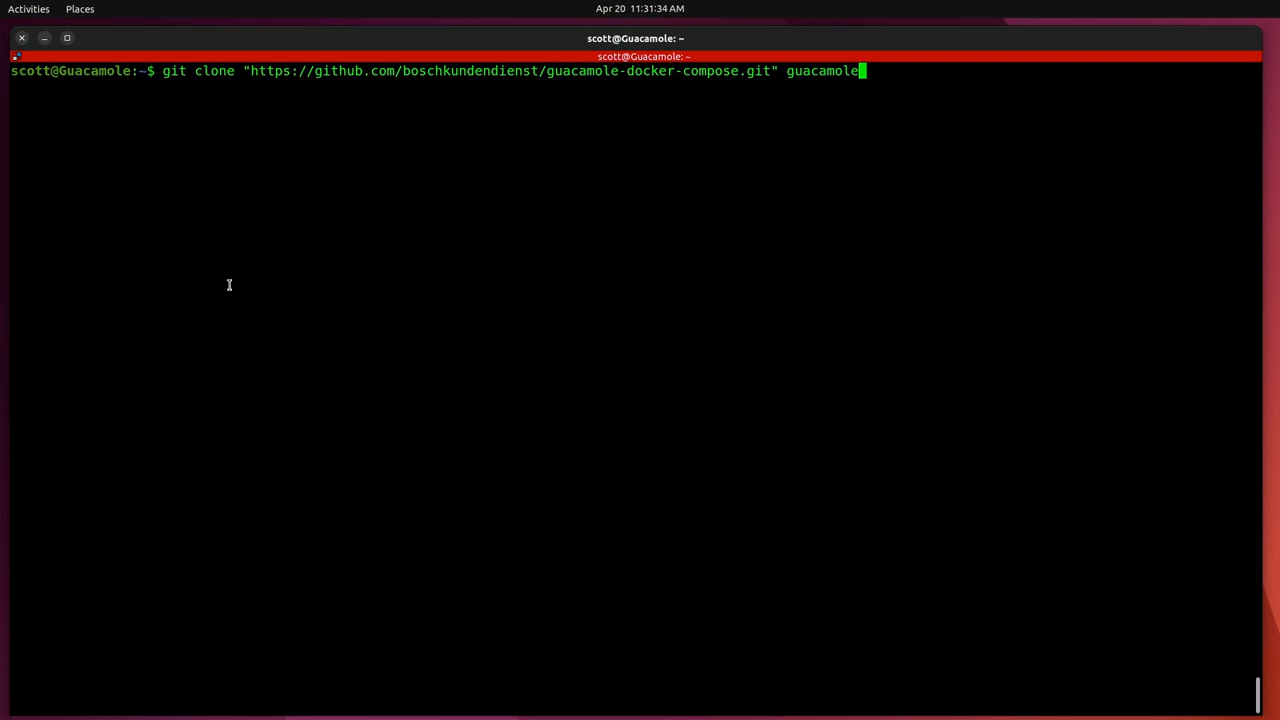 Activities Places Apr 20 11:31:34 AM
scott@Guacamole: ~
scott@Guacamole: ~
scott@Guacamole:~$ git clone "https://github.com/boschkundendienst/guacamole-docker-compose.git" guacamole